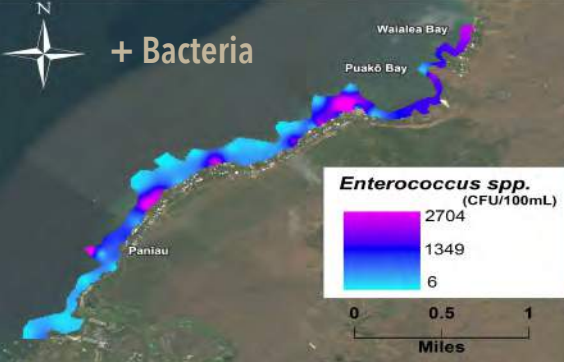 N
+ Bacteria
Waialea Bay
Puakō Bay
Paniau
Enterococcus spp.
(CFU/100mL)
2704
1349
6
0 0.5 1
Miles